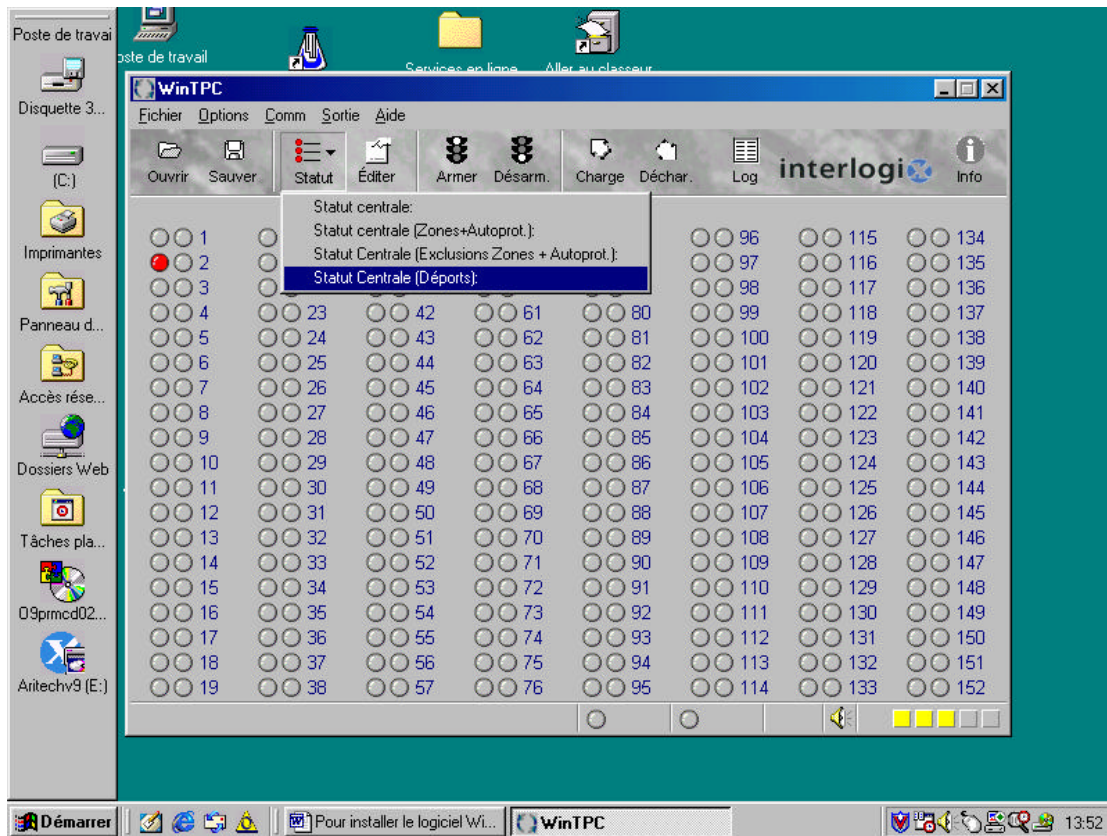 Poste de travai
Disquette 3...
(C:)
Imprimantes
Panneau d...
Accès rése...
Dossiers Web
Tâches pla...
09prmcd02...
Aritechv9 (E:)
oste de travail
Services en ligne
Aller au classeur
WinTPC
Fichier Options Comm Sortie Aide
Ouvrir Sauver Statut Éditer Armer Désarm. Charge Déchar. Log interlogix Info
Statut centrale:
Statut centrale (Zones+Autoprot.):
Statut Centrale (Exclusions Zones + Autoprot.):
Statut Centrale (Déports):
1 96 115 134
2 97 116 135
3 98 117 136
4 23 42 61 80 99 118 137
5 24 43 62 81 100 119 138
6 25 44 63 82 101 120 139
7 26 45 64 83 102 121 140
8 27 46 65 84 103 122 141
9 28 47 66 85 104 123 142
10 29 48 67 86 105 124 143
11 30 49 68 87 106 125 144
12 31 50 69 88 107 126 145
13 32 51 70 89 108 127 146
14 33 52 71 90 109 128 147
15 34 53 72 91 110 129 148
16 35 54 73 92 111 130 149
17 36 55 74 93 112 131 150
18 37 56 75 94 113 132 151
19 38 57 76 95 114 133 152
Démarrer Pour installer le logiciel Wi... WinTPC 13:52